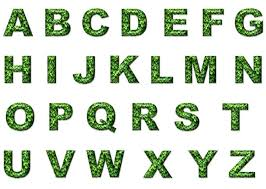 A B C D E F G
H I J K L M N
O P Q R S T
U V W X Y Z